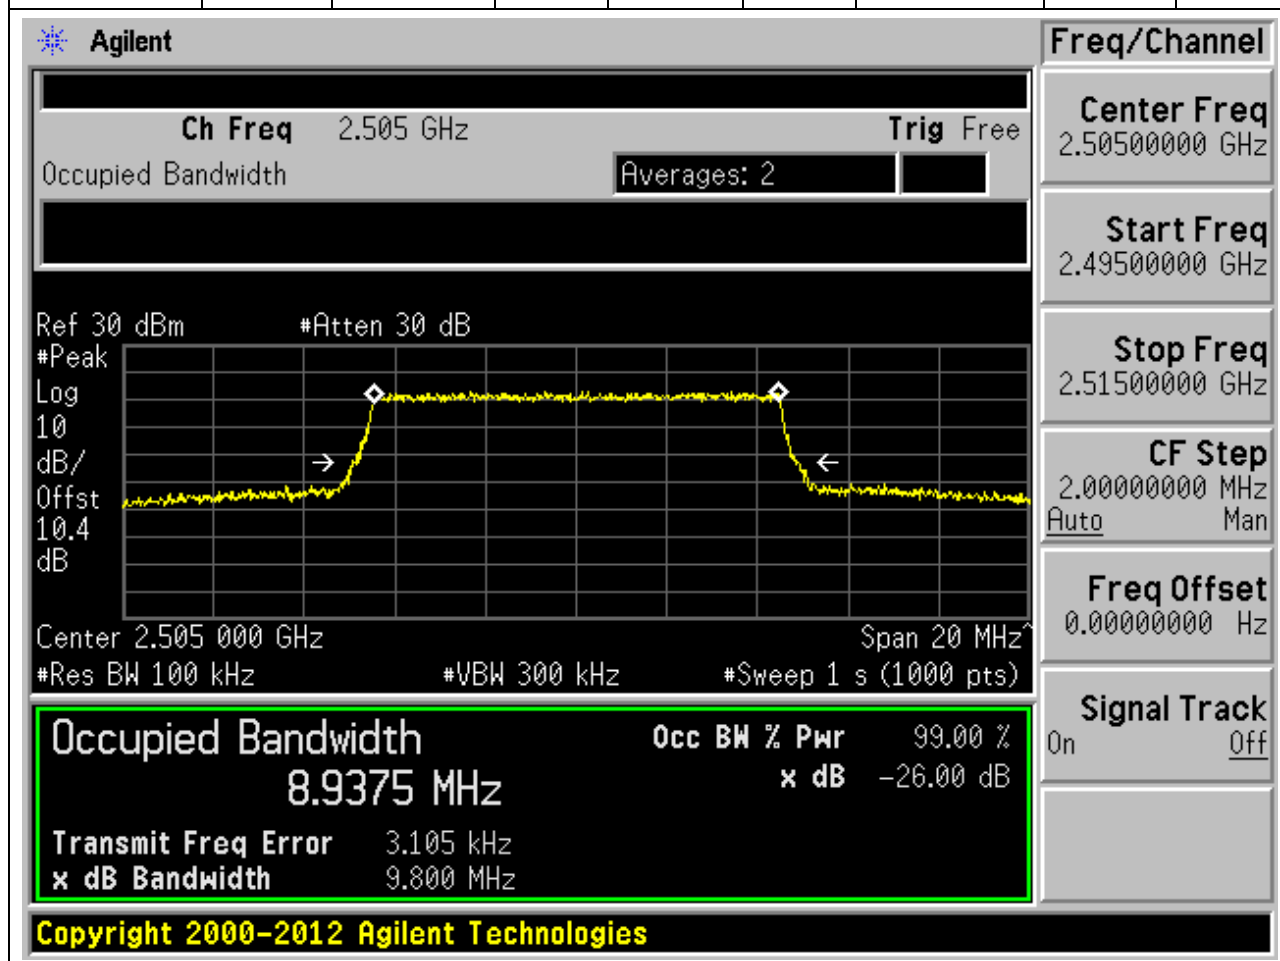 Agilent
Freq/Channel
Ch Freq 2.505 GHz Trig Free
Occupied Bandwidth Averages: 2
Center Freq
2.50500000 GHz
Start Freq
2.49500000 GHz
Stop Freq
2.51500000 GHz
CF Step
2.00000000 MHz
Auto Man
Freq Offset
0.00000000 Hz
Signal Track
On Off
Ref 30 dBm #Atten 30 dB
#Peak
Log
10
dB/
Offst
10.4
dB
Center 2.505 000 GHz Span 20 MHz^
#Res BW 100 kHz #VBW 300 kHz #Sweep 1 s (1000 pts)
Occupied Bandwidth Occ BW % Pwr 99.00 %
8.9375 MHz x dB -26.00 dB
Transmit Freq Error 3.105 kHz
x dB Bandwidth 9.800 MHz
Copyright 2000-2012 Agilent Technologies